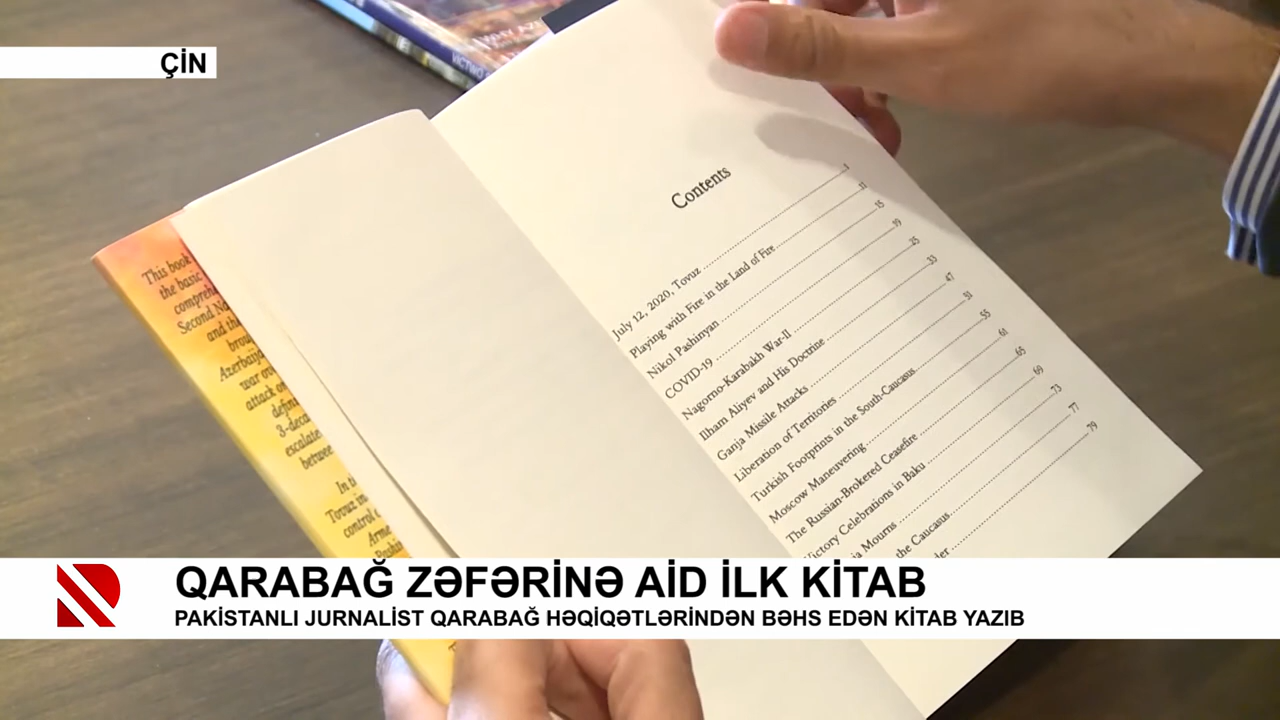 ÇİN
Contents
July 12, 2020, Tovuz 1
Playing with Fire in the Land of Fire 11
Nikol Pashinyan 15
COVID-19 19
Nagorno-Karabakh War-II 25
Ilham Aliyev and His Doctrine 33
Ganja Missile Attacks 47
Liberation of Territories 51
Turkish Footprints in the South-Caucasus 55
Moscow Maneuvering 61
The Russian-Brokered Ceasefire 65
Victory Celebrations in Baku 69
Mourns 73
the Caucasus 77
79
This book
the basic
Second
and
Azerbaija
war
attack
3-deca
escalate
betwee
In
Tovuz
control
Arme
QARABAĞ ZƏFƏRİNƏ AİD İLK KİTAB
PAKİSTANLI JURNALİST QARABAĞ HƏQİQƏTLƏRİNDƏN BƏHS EDƏN KİTAB YAZIB